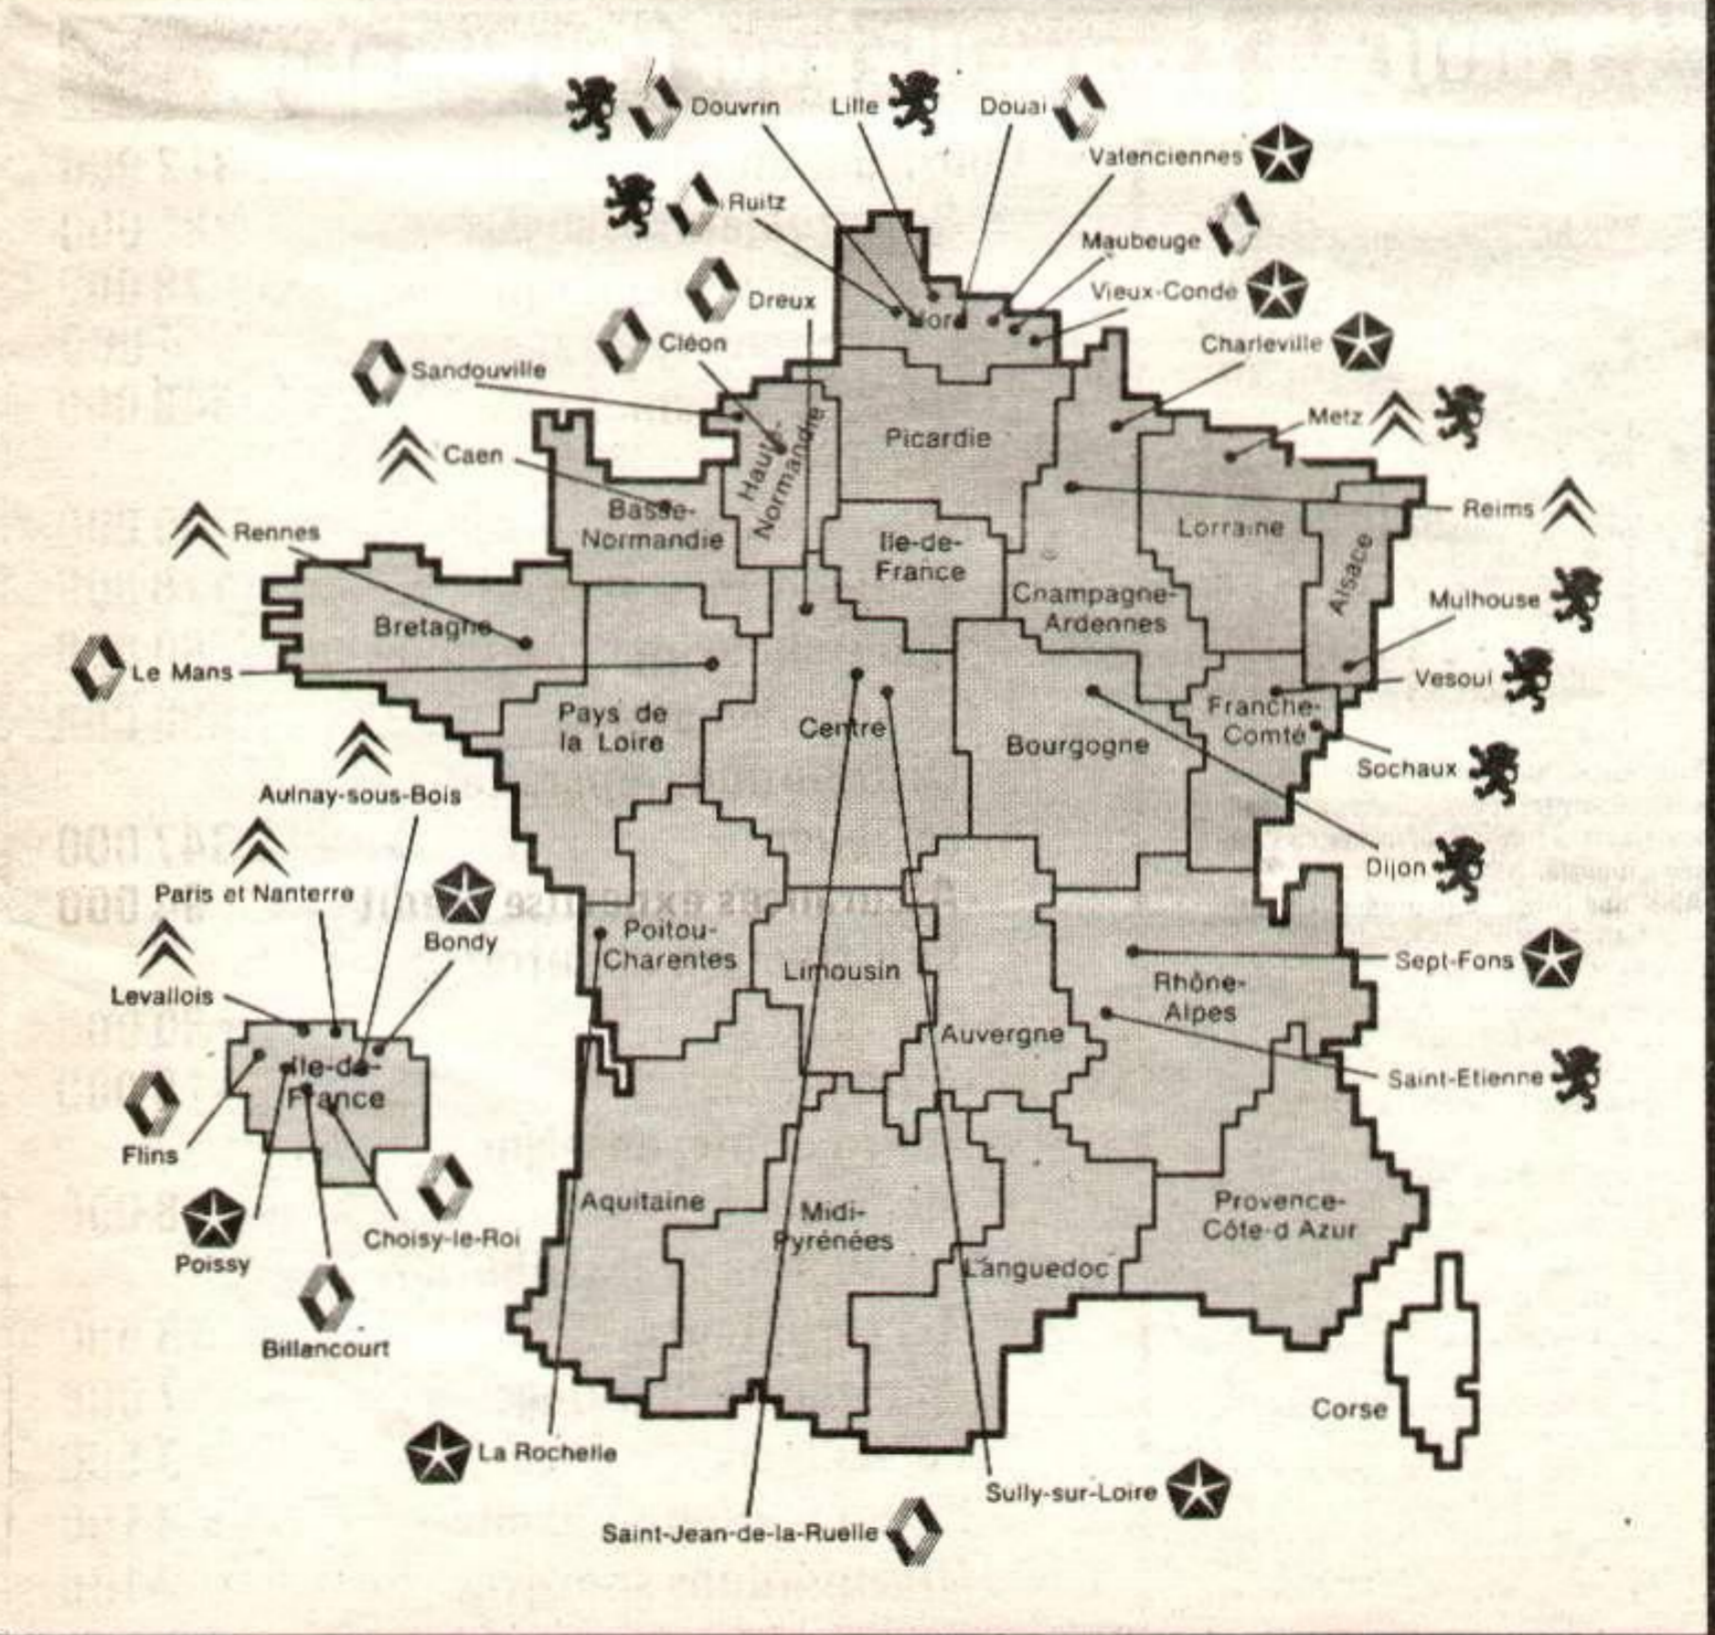 Douvrin
Lille
Douai
Valenciennes
Ruitz
Maubeuge
Dreux
Vieux-Condé
Cléon
Charleville
Sandouville
Metz
Caen
Rennes
Reims
Mulhouse
Le Mans
Vesoul
Sochaux
Dijon
Sept-Fons
Saint-Etienne
Nord
Picardie
Haute-
Normandie
Basse-
Normandie
Ile-de-
France
Lorraine
Alsace
Champagne-
Ardennes
Bretagne
Pays de
la Loire
Centre
Bourgogne
Franche-
Comté
Poitou-
Charentes
Limousin
Auvergne
Rhône-
Alpes
Aquitaine
Midi-
Pyrénées
Languedoc
Provence-
Côte-d Azur
Corse
Aulnay-sous-Bois
Paris et Nanterre
Bondy
Levallois
Ile-de-
France
Flins
Poissy
Choisy-le-Roi
Billancourt
La Rochelle
Saint-Jean-de-la-Ruelle
Sully-sur-Loire
347 000
000